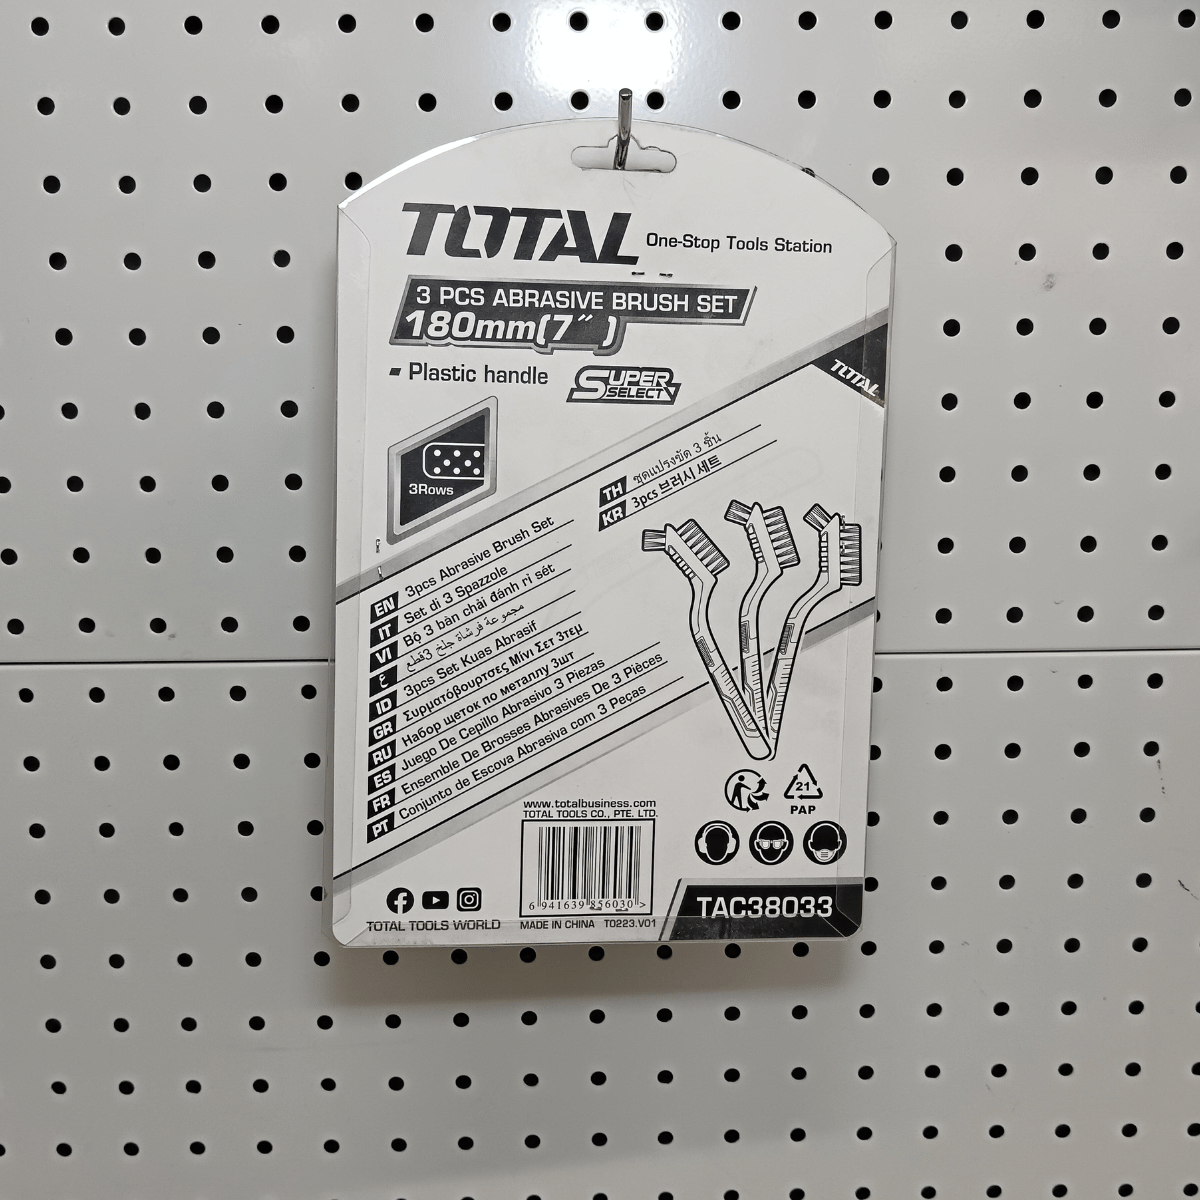 TOTAL One-Stop Tools Station
3 PCS ABRASIVE BRUSH SET
180mm(7")
Plastic handle
SUPER SELECT
TOTAL
3Rows
TH ชุดแปรงขัด 3 ชิ้น
KR 3pcs 브러시 세트
EN 3pcs Abrasive Brush Set
IT Set di 3 Spazzole
VI Bộ 3 bàn chải đánh rỉ sét
ع مجموعة فرشاة جلخ 3قطع
ID 3pcs Set Kuas Abrasif
GR Συρματόβουρτσες Μίνι Σετ 3τεμ
RU Набор щеток по металлу 3шт
ES Juego De Cepillo Abrasivo 3 Piezas
FR Ensemble De Brosses Abrasives De 3 Pièces
PT Conjunto de Escova Abrasiva com 3 Peças
21
PAP
www.totalbusiness.com
TOTAL TOOLS CO., PTE. LTD.
6 941639 856030 >
TOTAL TOOLS WORLD
MADE IN CHINA T0223.V01
TAC38033